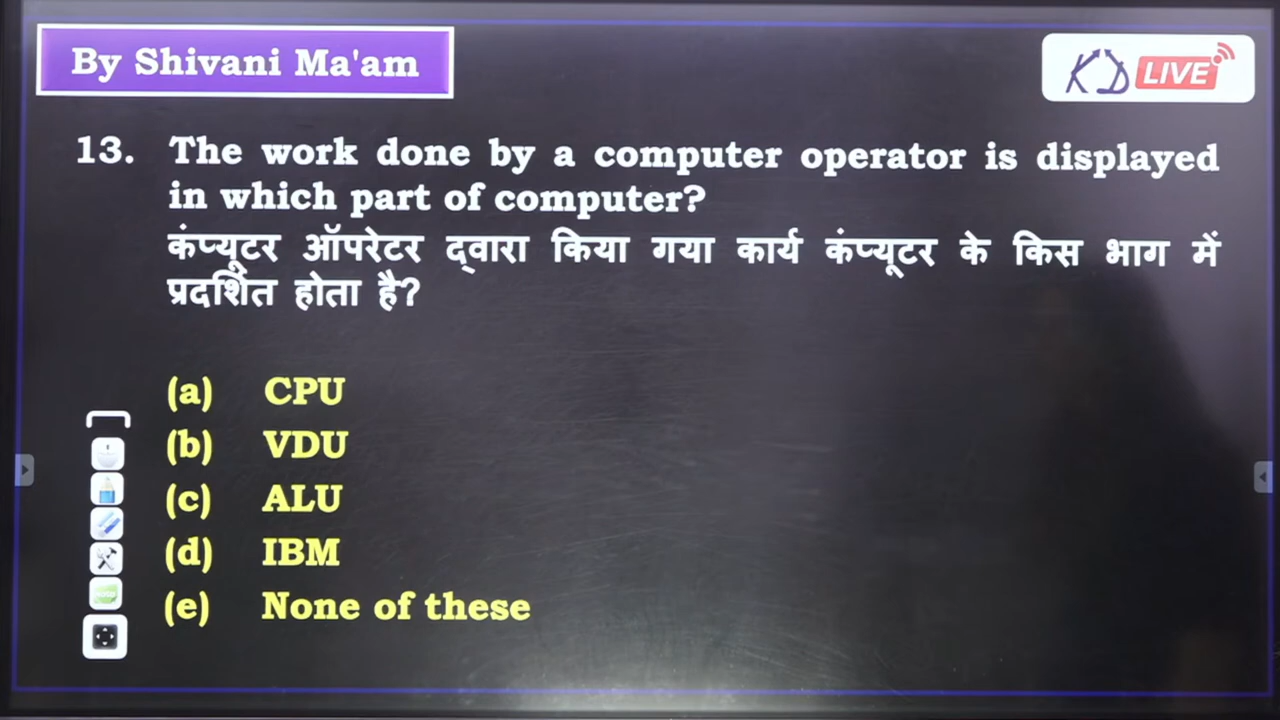 By Shivani Ma'am
KD LIVE
13. The work done by a computer operator is displayed
in which part of computer?
कंप्यूटर ऑपरेटर द्वारा किया गया कार्य कंप्यूटर के किस भाग में
प्रदर्शित होता है?
(a) CPU
(b) VDU
(c) ALU
(d) IBM
(e) None of these